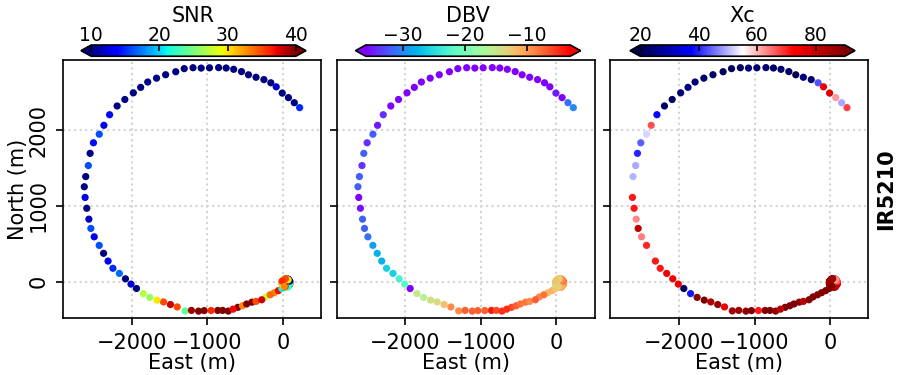 SNR DBV Xc
10 20 30 40 −30 −20 −10 20 40 60 80
North (m)
2000
1000
0
IR5210
−2000 −1000 0 −2000 −1000 0 −2000 −1000 0
East (m) East (m) East (m)